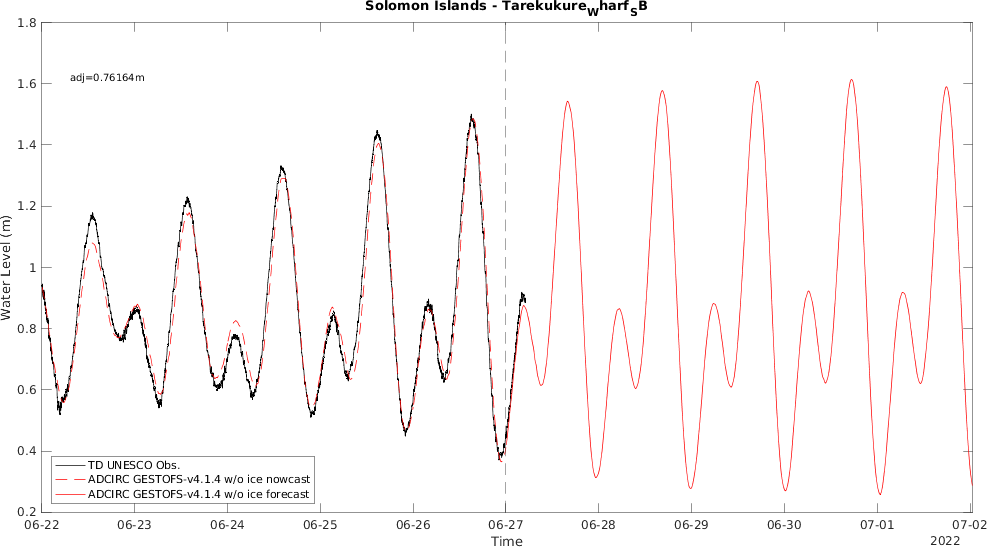 Solomon Islands - TarekukureWharfSB
1.8
1.6
1.4
1.2
1
0.8
0.6
0.4
0.2
Water Level (m)
adj=0.76164m
TD UNESCO Obs.
ADCIRC GESTOFS-v4.1.4 w/o ice nowcast
ADCIRC GESTOFS-v4.1.4 w/o ice forecast
06-22 06-23 06-24 06-25 06-26 06-27 06-28 06-29 06-30 07-01 07-02
Time
2022